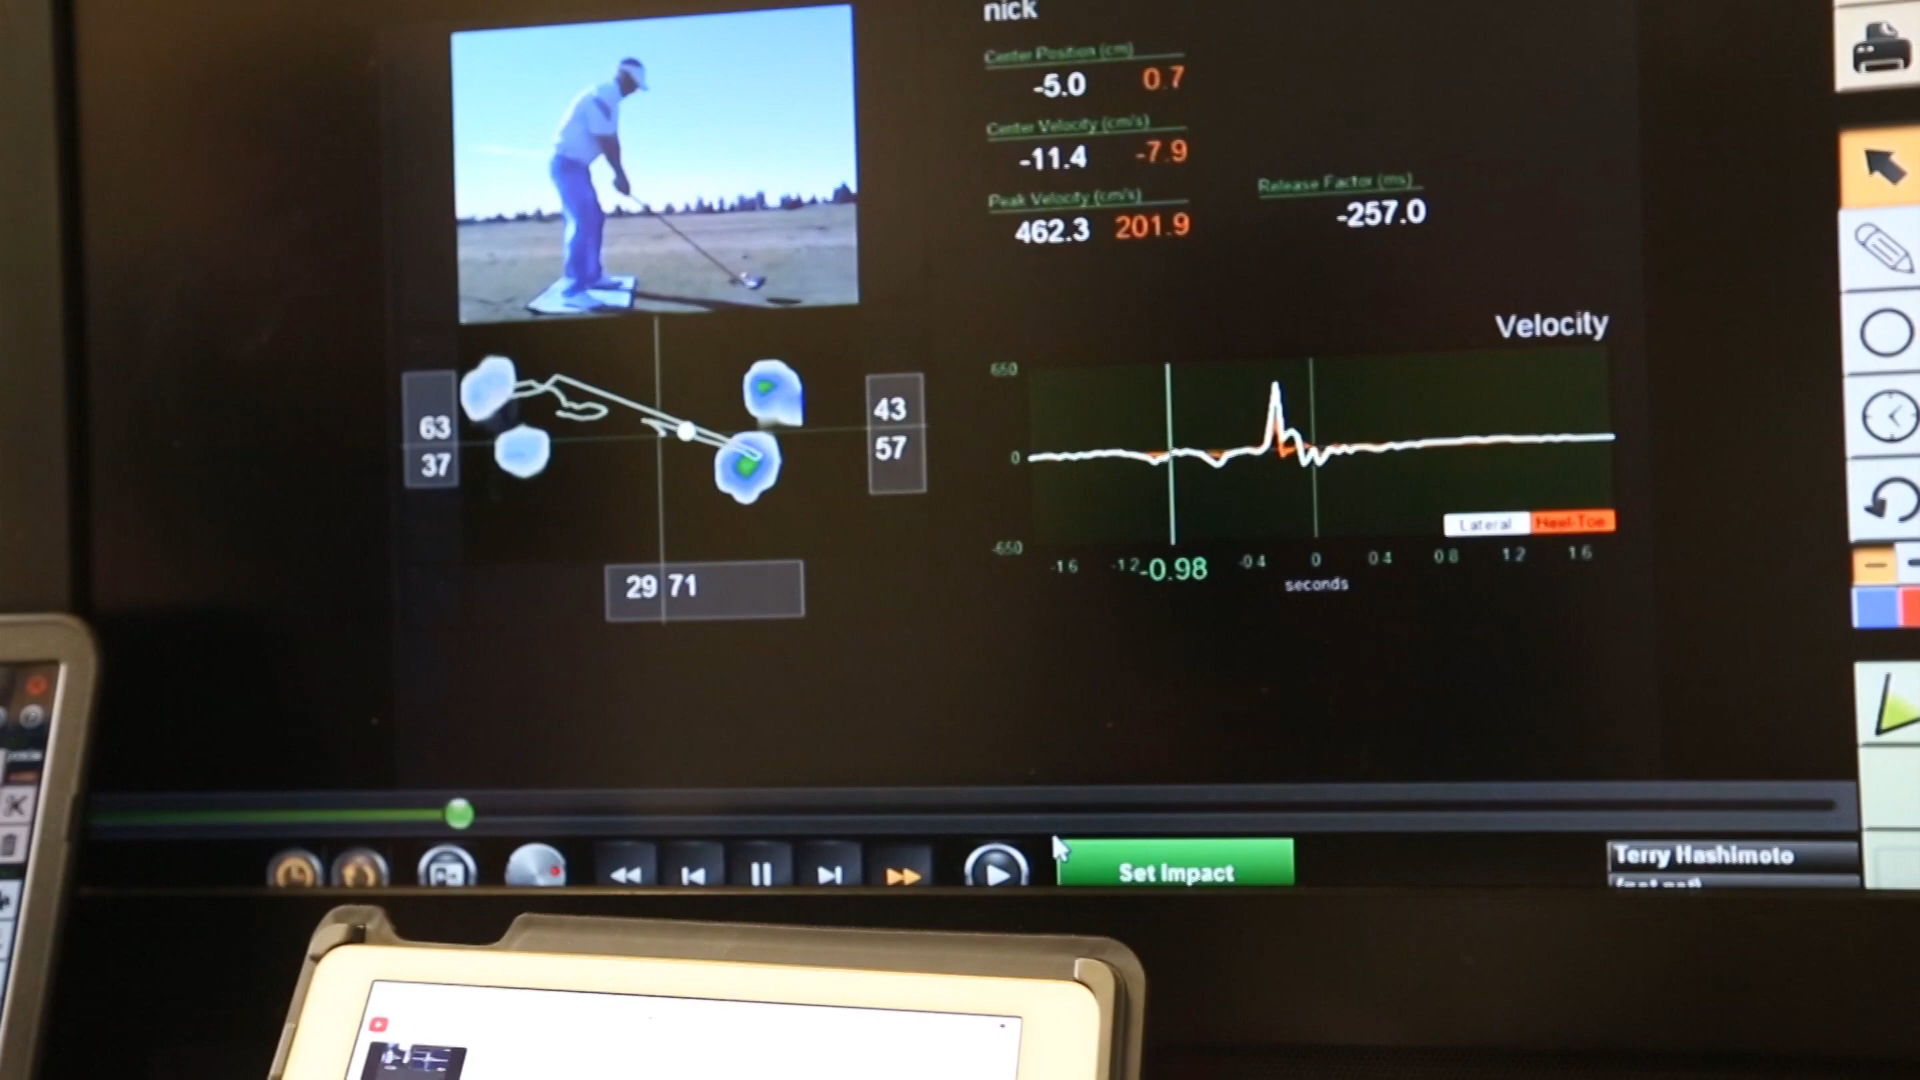 nick
Center Position (cm)
-5.0 0.7
Center Velocity (cm/s)
-11.4 -7.9
Peak Velocity (cm/s)
462.3 201.9
Release Factor (ms)
-257.0
63
37
43
57
29 71
Velocity
650
0
-650
Lateral Heel-Toe
-1.6 -1.2 -0.98 -0.4 0 0.4 0.8 1.2 1.6
seconds
Set Impact
Terry Hashimoto